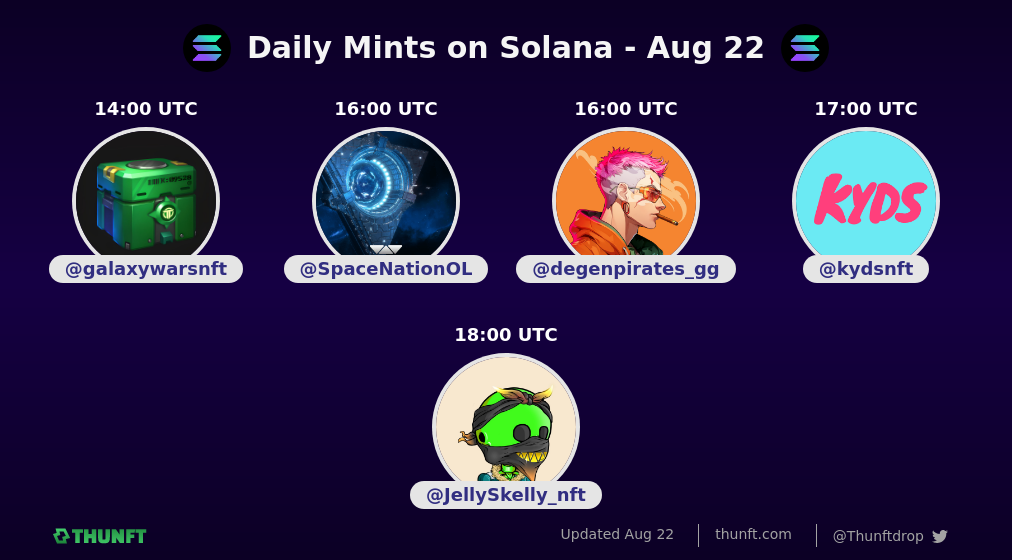 Daily Mints on Solana - Aug 22
14:00 UTC
@galaxywarsnft
16:00 UTC
@SpaceNationOL
16:00 UTC
@degenpirates_gg
17:00 UTC
KYDS
@kydsnft
18:00 UTC
@JellySkelly_nft
THUNFT
Updated Aug 22
thunft.com
@Thunftdrop